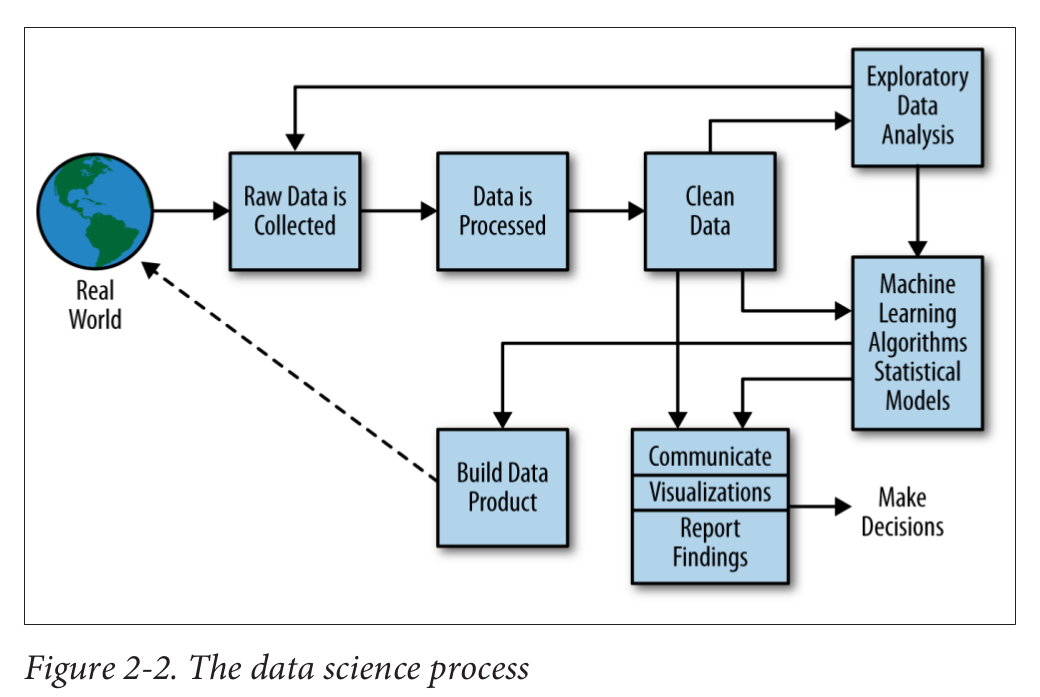 Exploratory
Data
Analysis
Raw Data is
Collected
Data is
Processed
Clean
Data
Real
World
Machine
Learning
Algorithms
Statistical
Models
Build Data
Product
Communicate
Visualizations
Report
Findings
Make
Decisions
Figure 2-2. The data science process